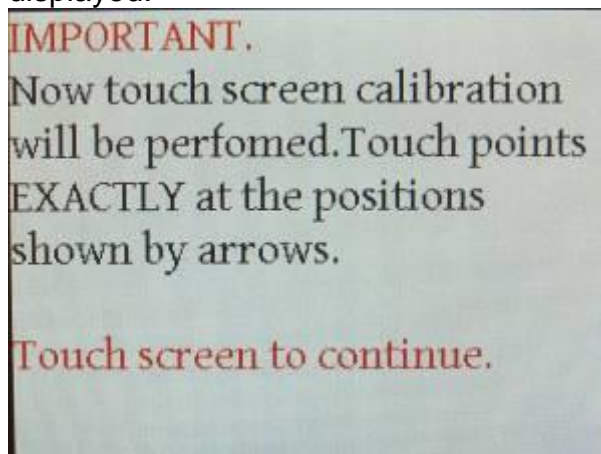 IMPORTANT.
Now touch screen calibration
will be perfomed.Touch points
EXACTLY at the positions
shown by arrows.
Touch screen to continue.